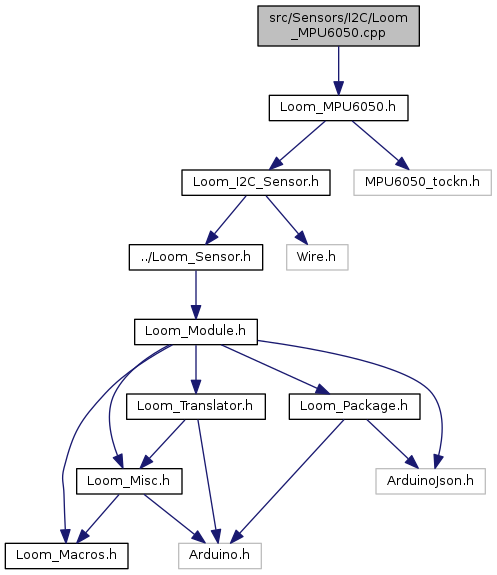 src/Sensors/I2C/Loom
_MPU6050.cpp
Loom_MPU6050.h
Loom_I2C_Sensor.h
MPU6050_tockn.h
../Loom_Sensor.h
Wire.h
Loom_Module.h
Loom_Translator.h
Loom_Package.h
Loom_Misc.h
ArduinoJson.h
Loom_Macros.h
Arduino.h